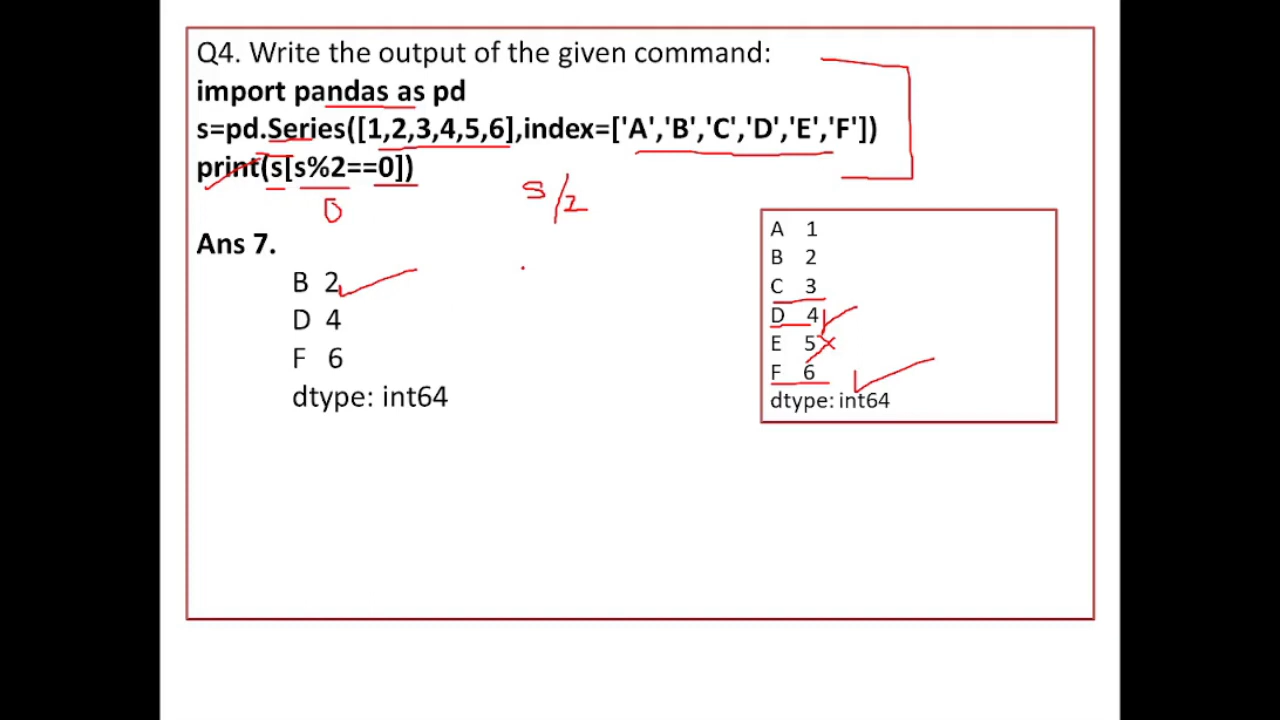 Q4. Write the output of the given command:
import pandas as pd
s=pd.Series([1,2,3,4,5,6],index=['A','B','C','D','E','F'])
print(s[s%2==0])
0
s/2
Ans 7.
B 2
D 4
F 6
dtype: int64
A 1
B 2
C 3
D 4
E 5
F 6
dtype: int64